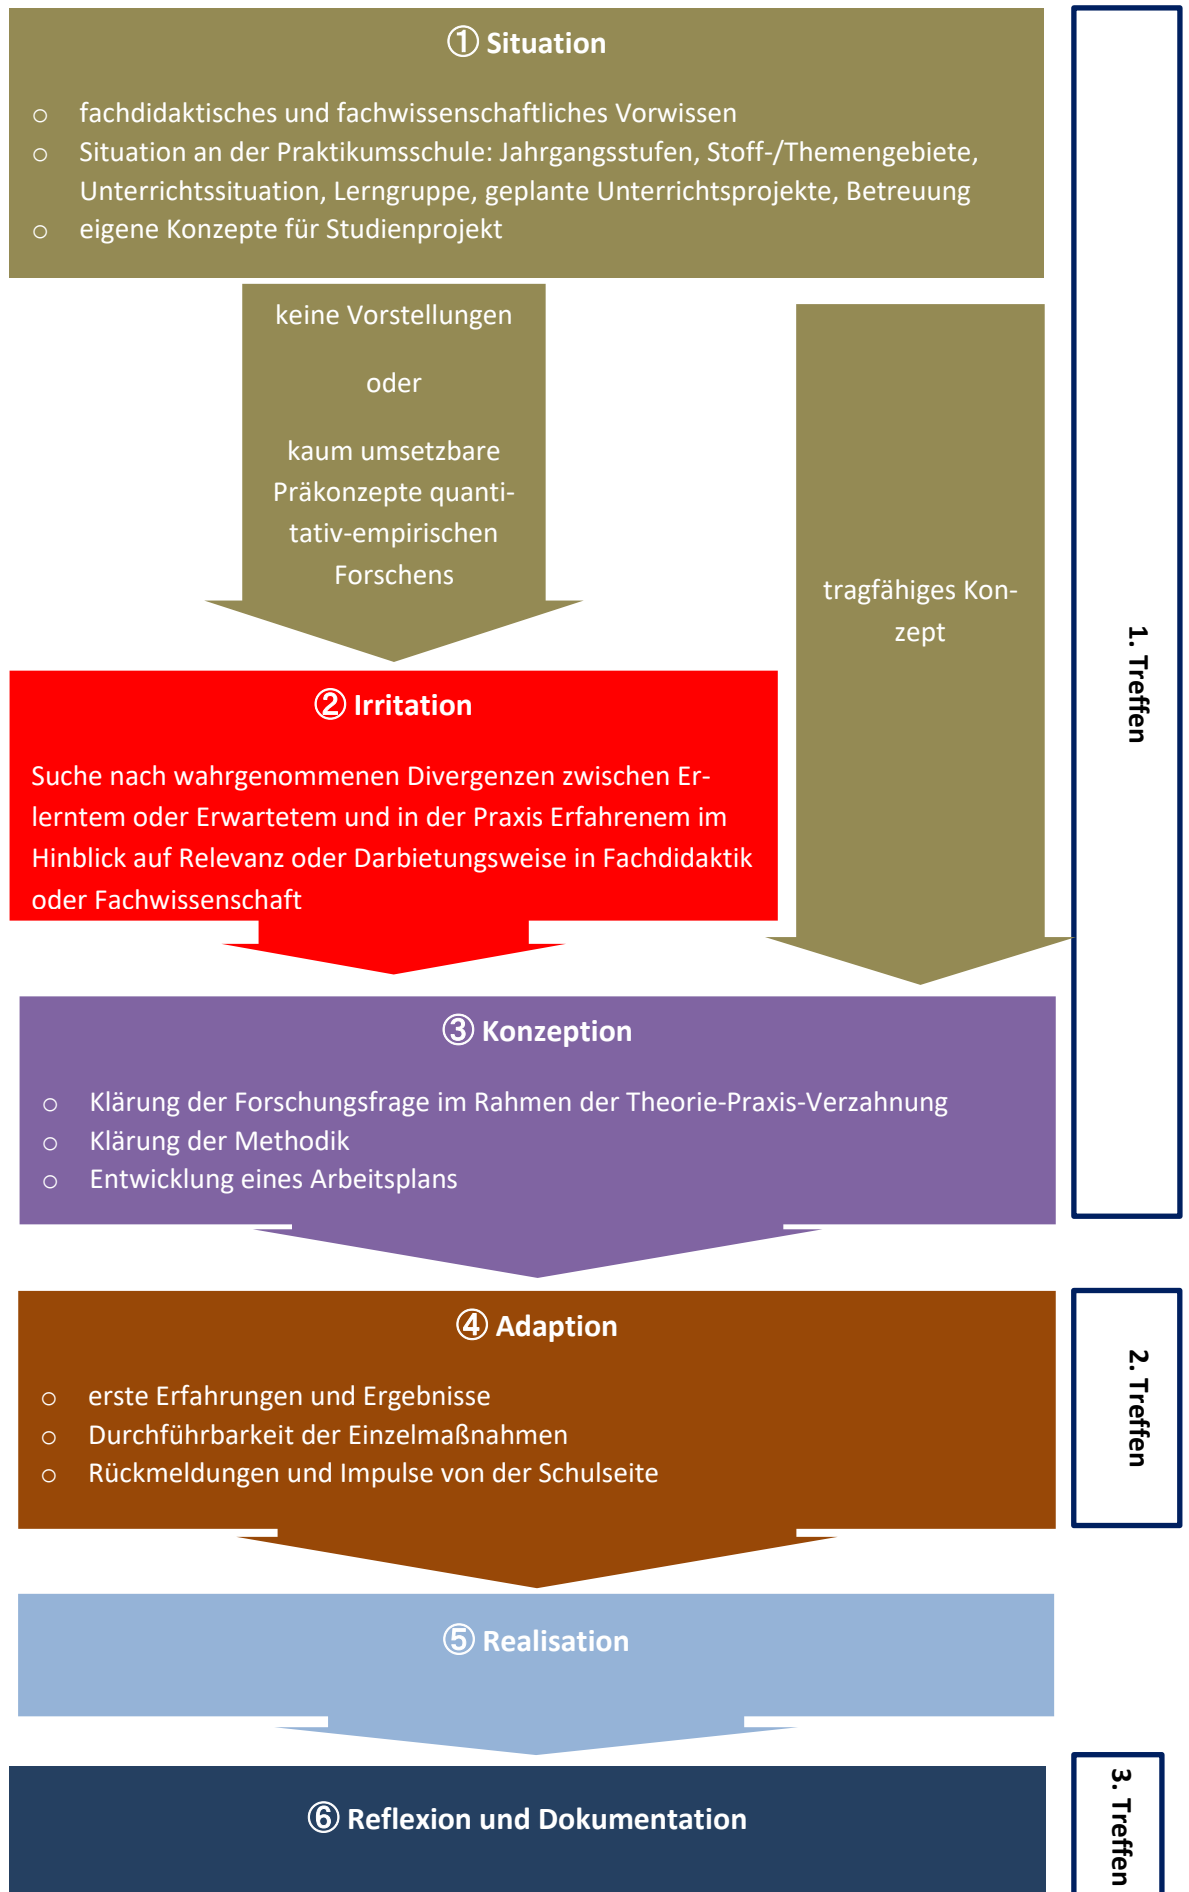 ① Situation
o fachdidaktisches und fachwissenschaftliches Vorwissen
o Situation an der Praktikumsschule: Jahrgangsstufen, Stoff-/Themengebiete,
Unterrichtssituation, Lerngruppe, geplante Unterrichtsprojekte, Betreuung
o eigene Konzepte für Studienprojekt
keine Vorstellungen
oder
kaum umsetzbare
Präkonzepte quanti-
tativ-empirischen
Forschens
tragfähiges Kon-
zept
② Irritation
Suche nach wahrgenommenen Divergenzen zwischen Er-
lerntem oder Erwartetem und in der Praxis Erfahrenem im
Hinblick auf Relevanz oder Darbietungsweise in Fachdidaktik
oder Fachwissenschaft
③ Konzeption
o Klärung der Forschungsfrage im Rahmen der Theorie-Praxis-Verzahnung
o Klärung der Methodik
o Entwicklung eines Arbeitsplans
1. Treffen
④ Adaption
o erste Erfahrungen und Ergebnisse
o Durchführbarkeit der Einzelmaßnahmen
o Rückmeldungen und Impulse von der Schulseite
2. Treffen
⑤ Realisation
⑥ Reflexion und Dokumentation
3. Treffen